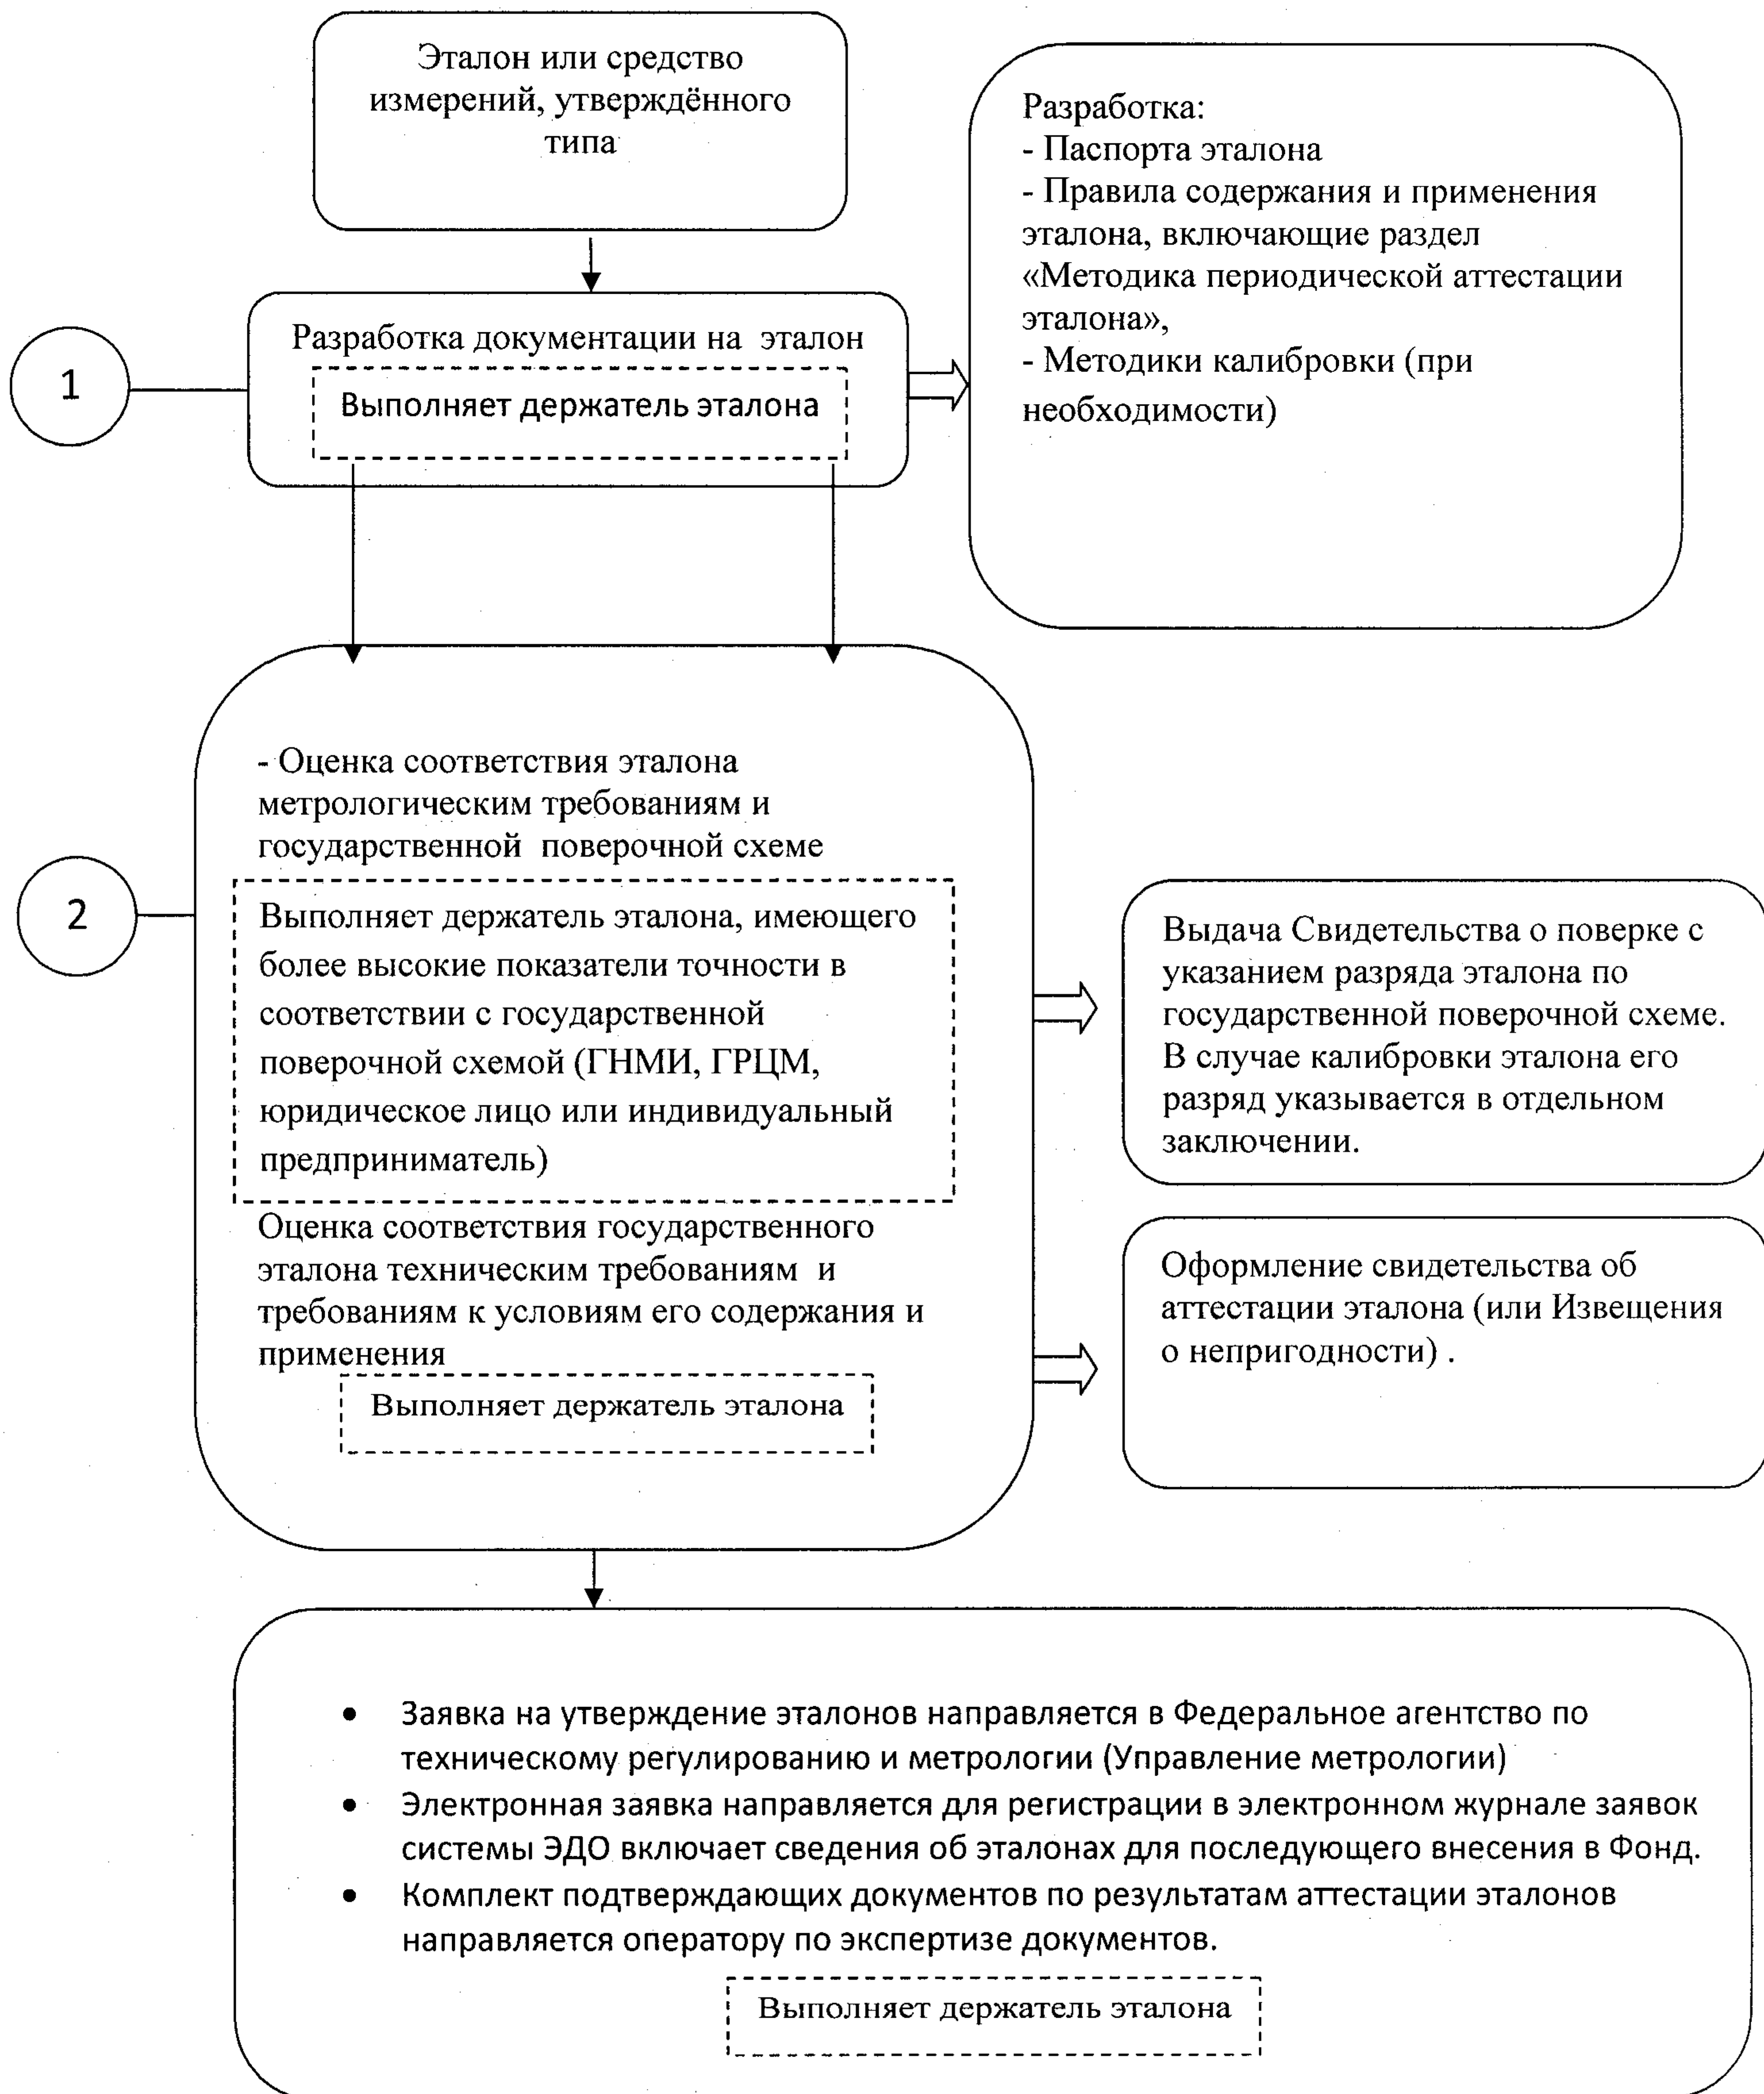 Эталон или средство
измерений, утверждённого
типа
Разработка:
- Паспорта эталона
- Правила содержания и применения
эталона, включающие раздел
«Методика периодической аттестации
эталона»,
- Методики калибровки (при
необходимости)
1
Разработка документации на эталон
Выполняет держатель эталона
2
- Оценка соответствия эталона
метрологическим требованиям и
государственной поверочной схеме
Выполняет держатель эталона, имеющего
более высокие показатели точности в
соответствии с государственной
поверочной схемой (ГНМИ, ГРЦМ,
юридическое лицо или индивидуальный
предприниматель)
Оценка соответствия государственного
эталона техническим требованиям и
требованиям к условиям его содержания и
применения
Выполняет держатель эталона
Выдача Свидетельства о поверке с
указанием разряда эталона по
государственной поверочной схеме.
В случае калибровки эталона его
разряд указывается в отдельном
заключении.
Оформление свидетельства об
аттестации эталона (или Извещения
о непригодности) .
• Заявка на утверждение эталонов направляется в Федеральное агентство по
техническому регулированию и метрологии (Управление метрологии)
• Электронная заявка направляется для регистрации в электронном журнале заявок
системы ЭДО включает сведения об эталонах для последующего внесения в Фонд.
• Комплект подтверждающих документов по результатам аттестации эталонов
направляется оператору по экспертизе документов.
Выполняет держатель эталона